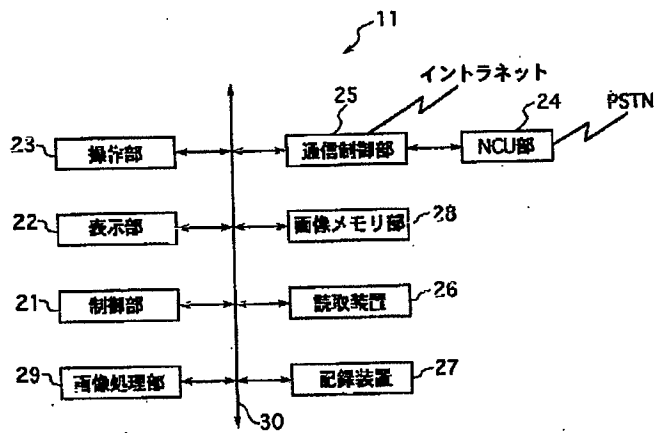 11
イントラネット
25
24
PSTN
23
操作部
通信制御部
NCU部
22
表示部
画像メモリ部
28
21
制御部
読取装置
26
29
画像処理部
記録装置
27
30